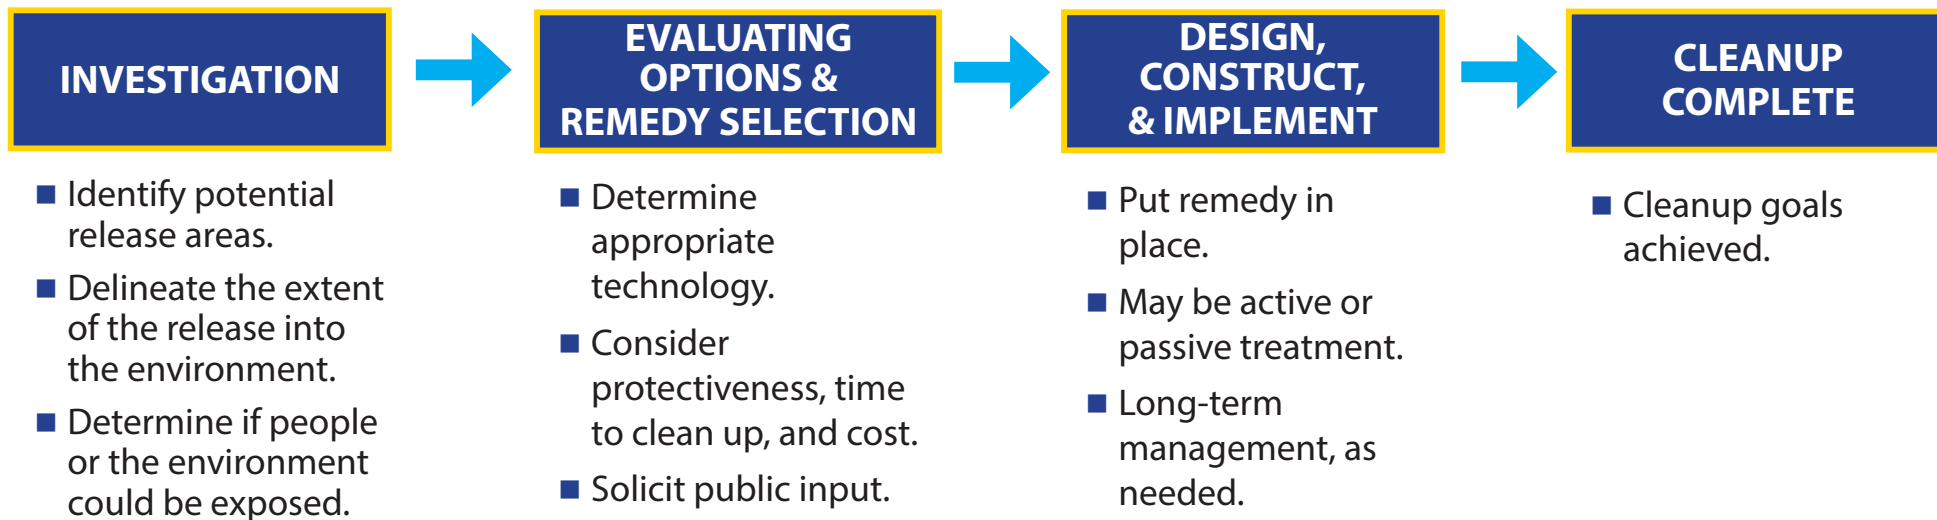 INVESTIGATION
Identify potential
release areas.
Delineate the extent
of the release into
the environment.
Determine if people
or the environment
could be exposed.
EVALUATING
OPTIONS &
REMEDY SELECTION
Determine
appropriate
technology.
Consider
protectiveness, time
to clean up, and cost.
Solicit public input.
DESIGN,
CONSTRUCT,
& IMPLEMENT
Put remedy in
place.
May be active or
passive treatment.
Long-term
management, as
needed.
CLEANUP
COMPLETE
Cleanup goals
achieved.